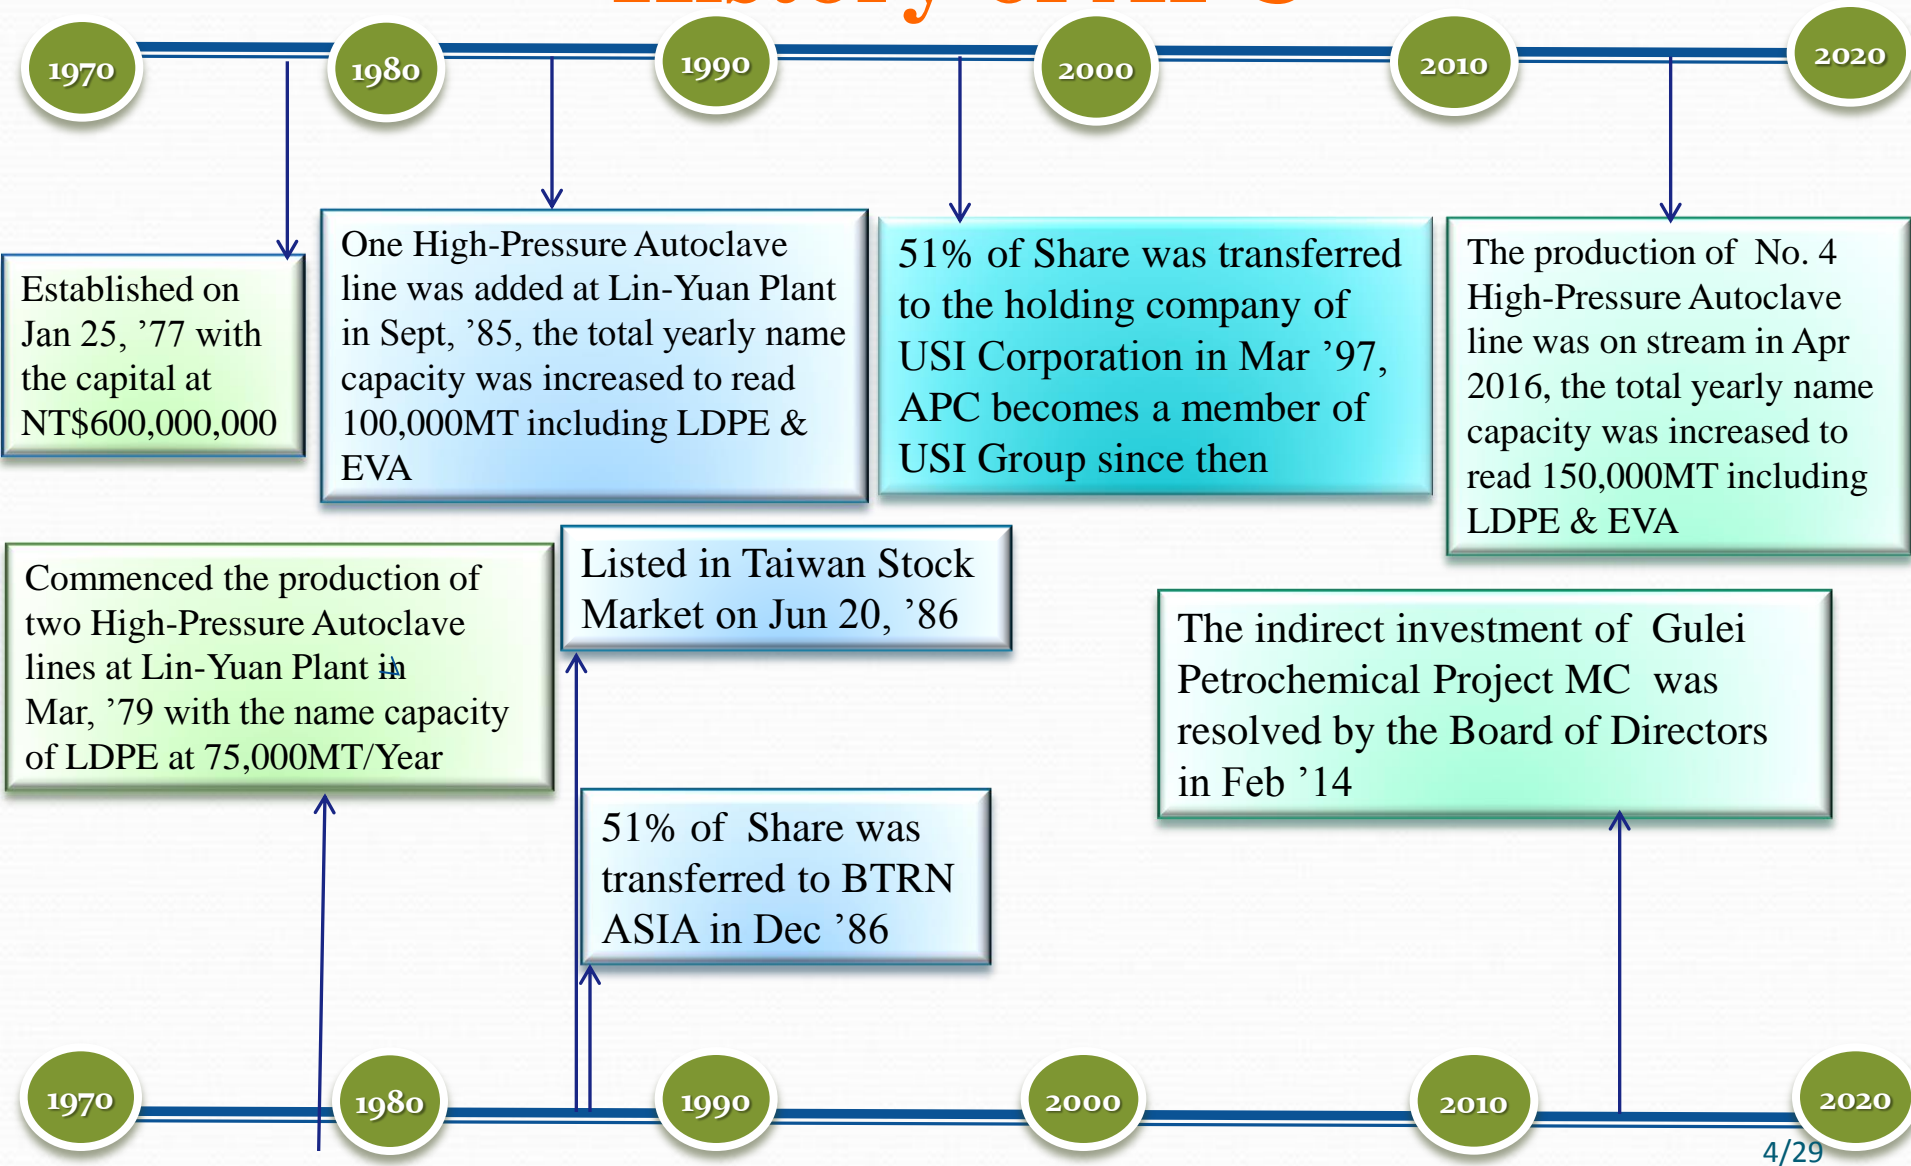 History of APC
1970
1980
1990
2000
2010
2020
Established on
Jan 25, ’77 with
the capital at
NT$600,000,000
One High-Pressure Autoclave
line was added at Lin-Yuan Plant
in Sept, ’85, the total yearly name
capacity was increased to read
100,000MT including LDPE &
EVA
51% of Share was transferred
to the holding company of
USI Corporation in Mar ’97,
APC becomes a member of
USI Group since then
The production of No. 4
High-Pressure Autoclave
line was on stream in Apr
2016, the total yearly name
capacity was increased to
read 150,000MT including
LDPE & EVA
Commenced the production of
two High-Pressure Autoclave
lines at Lin-Yuan Plant in
Mar, ’79 with the name capacity
of LDPE at 75,000MT/Year
Listed in Taiwan Stock
Market on Jun 20, ’86
51% of Share was
transferred to BTRN
ASIA in Dec ’86
The indirect investment of Gulei
Petrochemical Project MC was
resolved by the Board of Directors
in Feb ’14
1970
1980
1990
2000
2010
2020
4/29